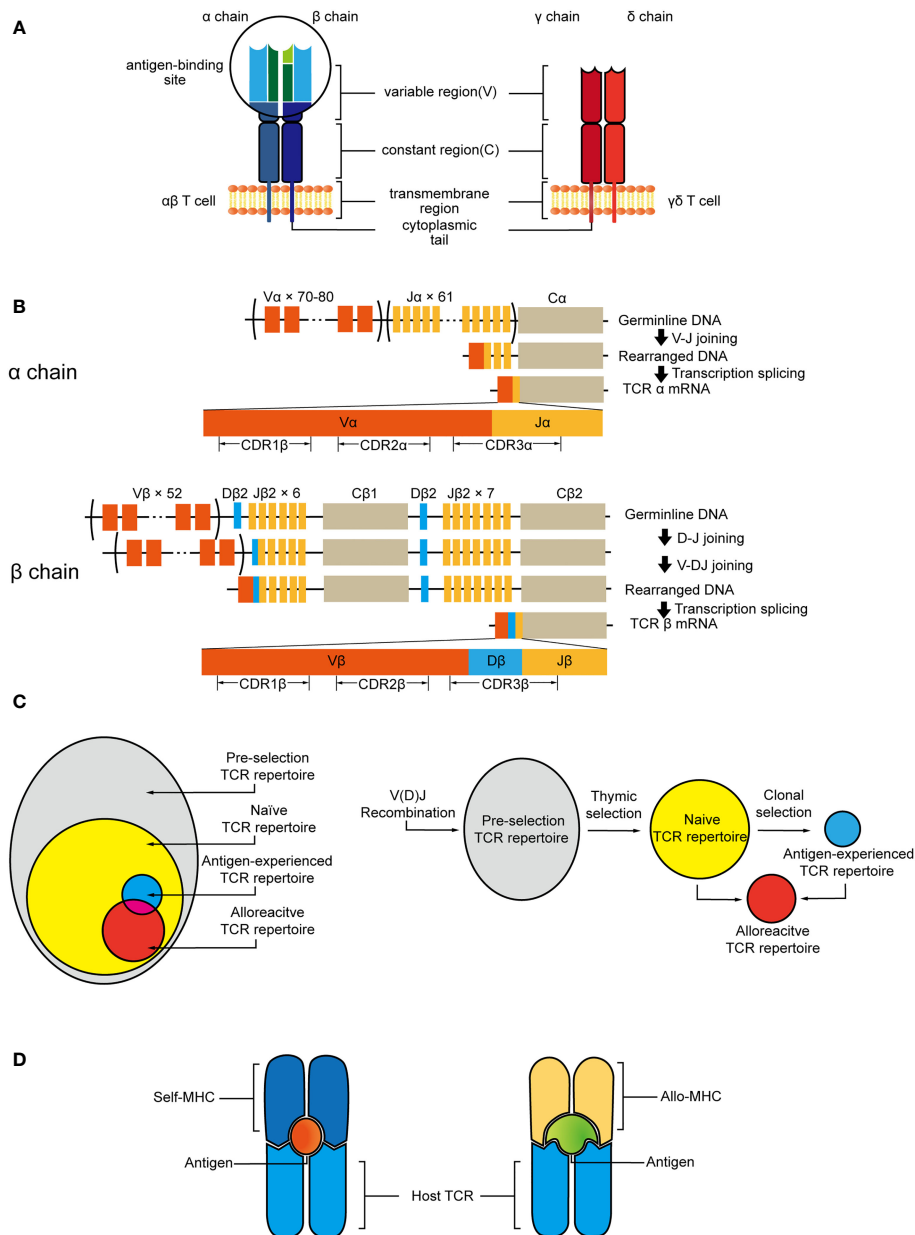 A
α chain
β chain
γ chain
δ chain
antigen-binding
site
variable region(V)
constant region(C)
αβ T cell
transmembrane
region
γδ T cell
cytoplasmic
tail
B
Vα × 70-80
Jα × 61
Cα
Germinline DNA
V-J joining
Rearranged DNA
Transcription splicing
TCR α mRNA
α chain
Vα
Jα
CDR1β
CDR2α
CDR3α
Vβ × 52
Dβ2
Jβ2 × 6
Cβ1
Dβ2
Jβ2 × 7
Cβ2
Germinline DNA
D-J joining
β chain
V-DJ joining
Rearranged DNA
Transcription splicing
TCR β mRNA
Vβ
Dβ
Jβ
CDR1β
CDR2β
CDR3β
C
Pre-selection
TCR repertoire
Naïve
TCR repertoire
Antigen-experienced
TCR repertoire
Alloreacitve
TCR repertoire
V(D)J
Recombination
Pre-selection
TCR repertoire
Thymic
selection
Naive
TCR repertoire
Clonal
selection
Antigen-experienced
TCR repertoire
Alloreacitve
TCR repertoire
D
Self-MHC
Allo-MHC
Antigen
Antigen
Host TCR